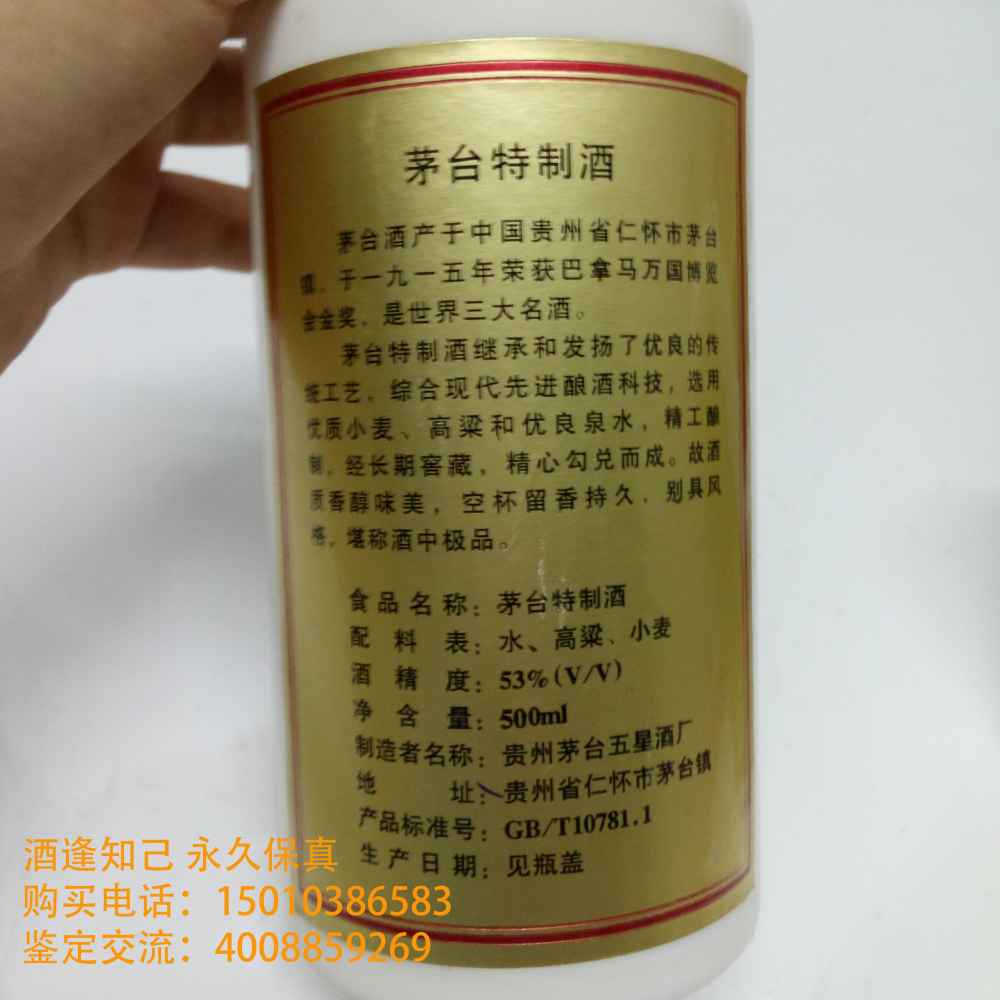 茅台特制酒
茅台酒产于中国贵州省仁怀市茅台
镇，于一九一五年荣获巴拿马万国博览
会金奖，是世界三大名酒。
茅台特制酒继承和发扬了优良的传
统工艺，综合现代先进酿酒科技，选用
优质小麦、高粱和优良泉水，精工酿
制，经长期窖藏，精心勾兑而成。故酒
质香醇味美，空杯留香持久，别具风
格，堪称酒中极品。
食品名称：茅台特制酒
配料表：水、高粱、小麦
酒精度：53%(V/V)
净含量：500ml
制造者名称：贵州茅台五星酒厂
地址：贵州省仁怀市茅台镇
产品标准号：GB/T10781.1
生产日期：见瓶盖
酒逢知己 永久保真
购买电话：15010386583
鉴定交流：4008859269